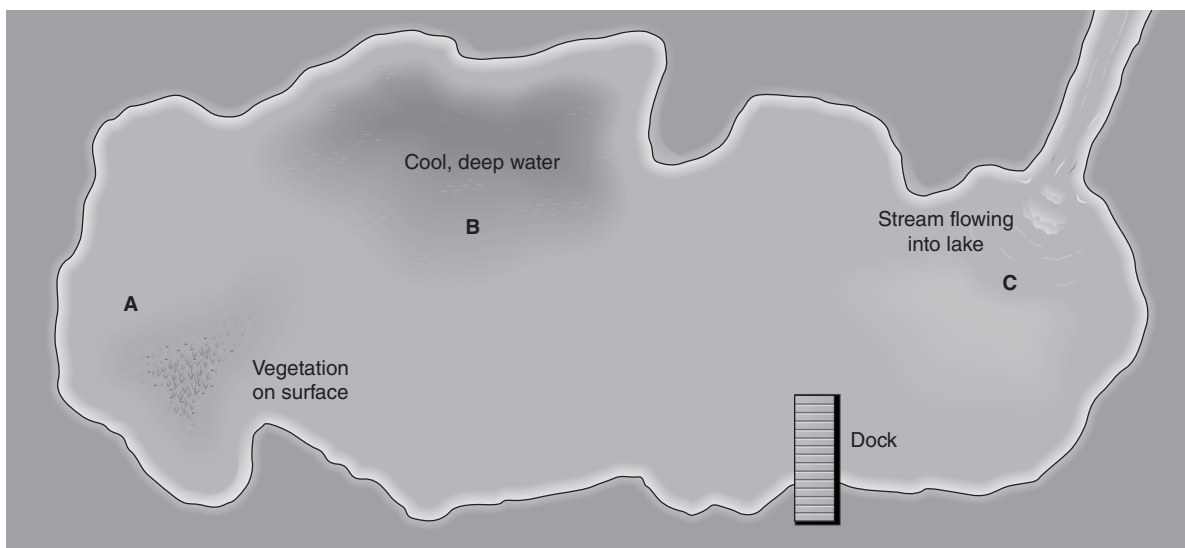 Cool, deep water
B
Stream flowing
into lake
C
A
Vegetation
on surface
Dock